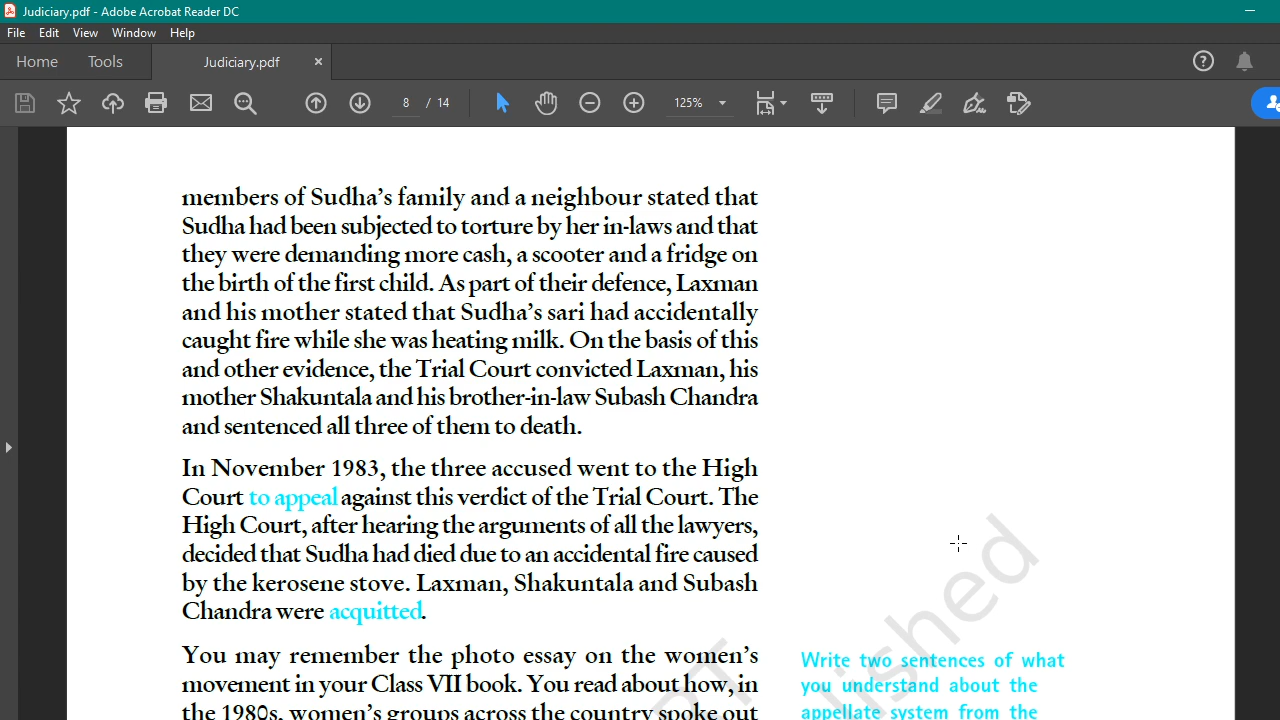 Judiciary.pdf - Adobe Acrobat Reader DC
File Edit View Window Help
Home Tools Judiciary.pdf ×
8 / 14 125%
members of Sudha’s family and a neighbour stated that
Sudha had been subjected to torture by her in-laws and that
they were demanding more cash, a scooter and a fridge on
the birth of the first child. As part of their defence, Laxman
and his mother stated that Sudha’s sari had accidentally
caught fire while she was heating milk. On the basis of this
and other evidence, the Trial Court convicted Laxman, his
mother Shakuntala and his brother-in-law Subash Chandra
and sentenced all three of them to death.
In November 1983, the three accused went to the High
Court to appeal against this verdict of the Trial Court. The
High Court, after hearing the arguments of all the lawyers,
decided that Sudha had died due to an accidental fire caused
by the kerosene stove. Laxman, Shakuntala and Subash
Chandra were acquitted.
You may remember the photo essay on the women’s
movement in your Class VII book. You read about how, in
the 1980s, women’s groups across the country spoke out
Write two sentences of what
you understand about the
appellate system from the